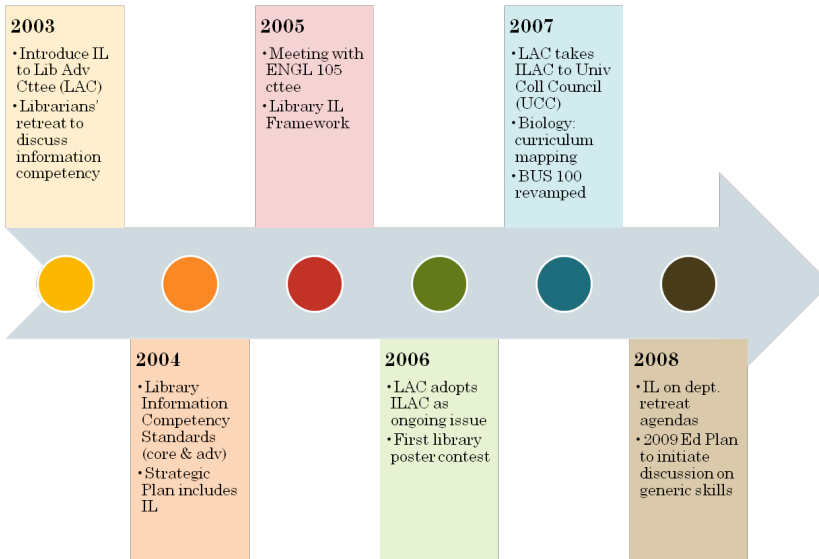 2003
•Introduce IL
to Lib Adv
Cttee (LAC)
•Librarians'
retreat to
discuss
information
competency
2004
•Library
Information
Competency
Standards
(core & adv)
•Strategic
Plan includes
IL
2005
•Meeting with
ENGL 105
cttee
•Library IL
Framework
2006
•LAC adopts
ILAC as
ongoing issue
•First library
poster contest
2007
•LAC takes
ILAC to Univ
Coll Council
(UCC)
•Biology:
curriculum
mapping
•BUS 100
revamped
2008
•IL on dept.
retreat
agendas
•2009 Ed Plan
to initiate
discussion on
generic skills